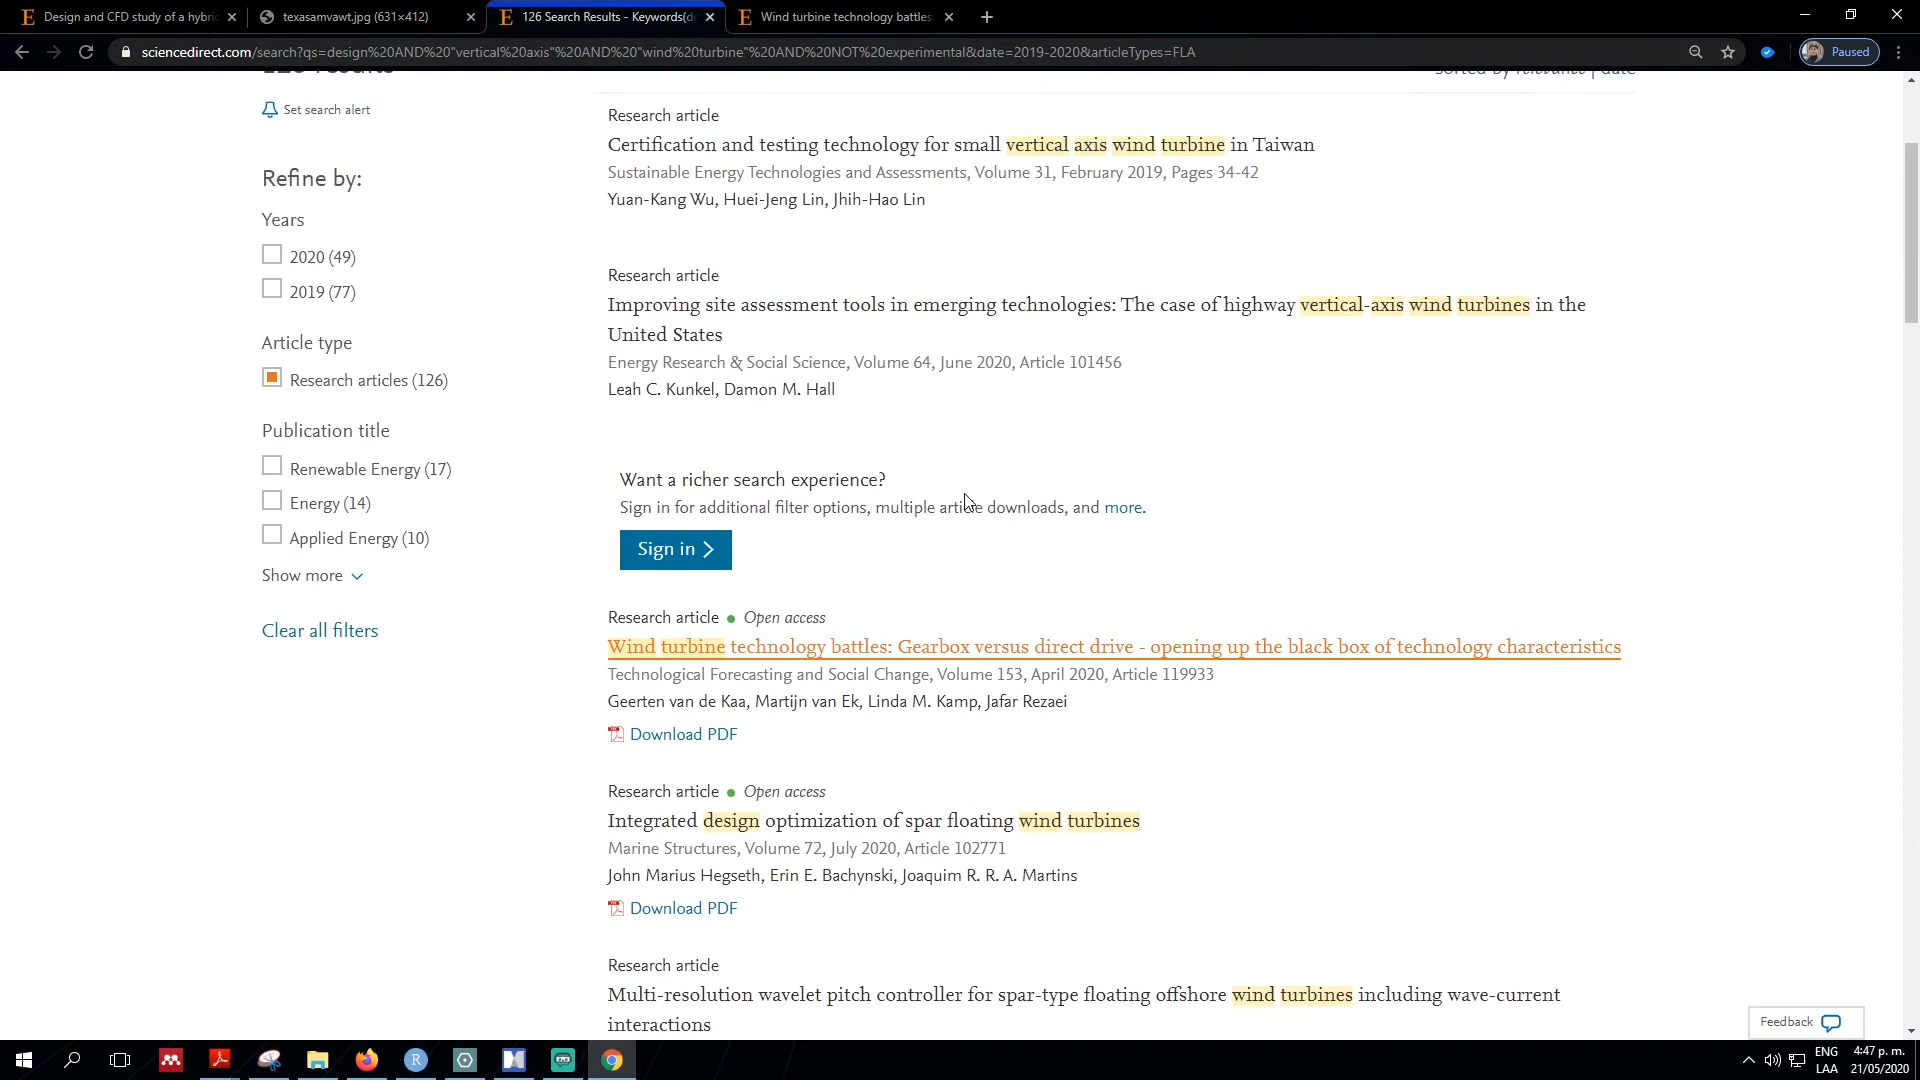 Design and CFD study of a hybri
texasamvawt.jpg (631×412)
126 Search Results - Keywords(de
Wind turbine technology battles:
sciencedirect.com/search?qs=design%20AND%20"vertical%20axis"%20AND%20"wind%20turbine"%20AND%20NOT%20experimental&date=2019-2020&articleTypes=FLA
Paused
126 results
sorted by relevance | date
Set search alert
Refine by:
Years
2020 (49)
2019 (77)
Article type
Research articles (126)
Publication title
Renewable Energy (17)
Energy (14)
Applied Energy (10)
Show more
Clear all filters
Research article
Certification and testing technology for small vertical axis wind turbine in Taiwan
Sustainable Energy Technologies and Assessments, Volume 31, February 2019, Pages 34-42
Yuan-Kang Wu, Huei-Jeng Lin, Jhih-Hao Lin
Research article
Improving site assessment tools in emerging technologies: The case of highway vertical-axis wind turbines in the
United States
Energy Research & Social Science, Volume 64, June 2020, Article 101456
Leah C. Kunkel, Damon M. Hall
Want a richer search experience?
Sign in for additional filter options, multiple article downloads, and more.
Sign in
Research article Open access
Wind turbine technology battles: Gearbox versus direct drive - opening up the black box of technology characteristics
Technological Forecasting and Social Change, Volume 153, April 2020, Article 119933
Geerten van de Kaa, Martijn van Ek, Linda M. Kamp, Jafar Rezaei
Download PDF
Research article Open access
Integrated design optimization of spar floating wind turbines
Marine Structures, Volume 72, July 2020, Article 102771
John Marius Hegseth, Erin E. Bachynski, Joaquim R. R. A. Martins
Download PDF
Research article
Multi-resolution wavelet pitch controller for spar-type floating offshore wind turbines including wave-current
interactions
Feedback
ENG
LAA
4:47 p. m.
21/05/2020